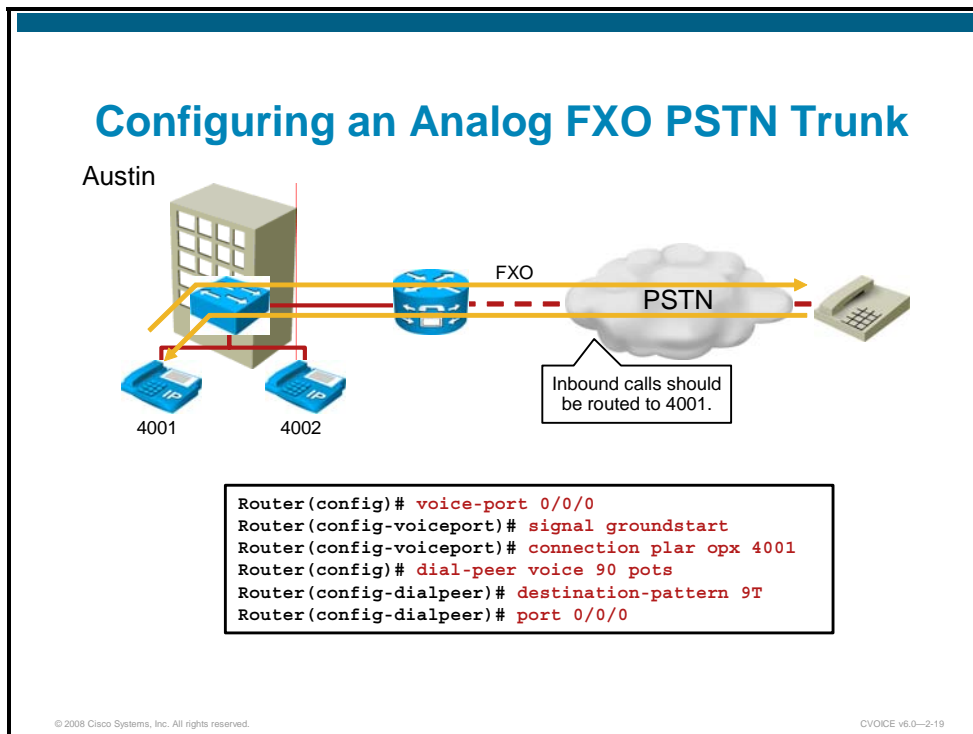 Configuring an Analog FXO PSTN Trunk
Austin
FXO
PSTN
IP
IP
Inbound calls should
be routed to 4001.
4001
4002
Router(config)# voice-port 0/0/0
Router(config-voiceport)# signal groundstart
Router(config-voiceport)# connection plar opx 4001
Router(config)# dial-peer voice 90 pots
Router(config-dialpeer)# destination-pattern 9T
Router(config-dialpeer)# port 0/0/0
© 2008 Cisco Systems, Inc. All rights reserved.
CVOICE v6.0—2-19